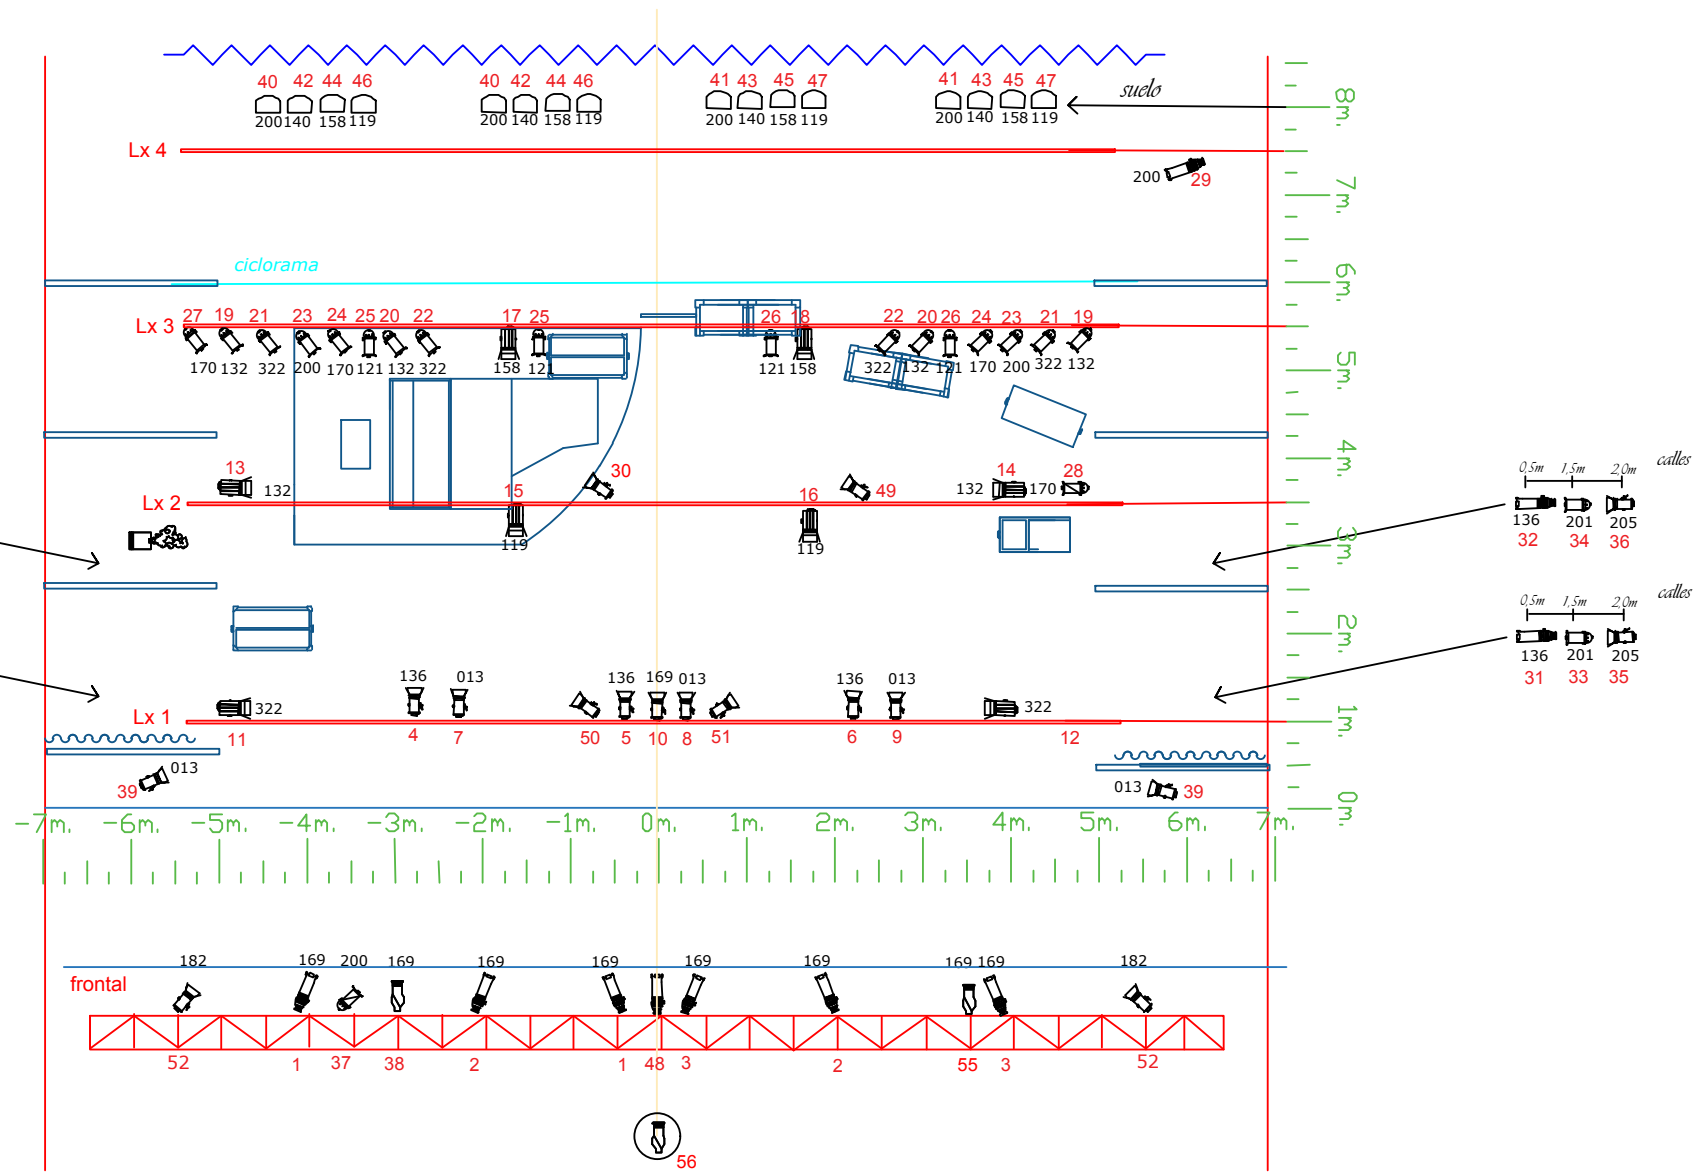 40 42 44 46 40 42 44 46 41 43 45 47 41 43 45 47
suelo
200 140 158 119 200 140 158 119 200 140 158 119 200 140 158 119
8m.
Lx 4
200 29
7m.
ciclorama
6m.
Lx 3
27 19 21 23 24 25 20 22 17 25 26 18 22 20 26 24 23 21 19
170 132 322 200 170 121 132 322 158 121 121 158 322 132 121 170 200 322 132
5m.
4m.
13 132 30 49 14 132 170 28
Lx 2
15 16
119 119
3m.
calles
0,5m 1,5m 2,0m
136 201 205
32 34 36
calles
0,5m 1,5m 2,0m
136 201 205
31 33 35
2m.
136 013 136 169 013 136 013
322 322
Lx 1
11 4 7 50 5 10 8 51 6 9 12
1m.
013 39
013 39
0m.
-7m. -6m. -5m. -4m. -3m. -2m. -1m. 0m. 1m. 2m. 3m. 4m. 5m. 6m. 7m.
182 169 200 169 169 169 169 169 169 169 182
frontal
52 1 37 38 2 1 48 3 2 55 3 52
56